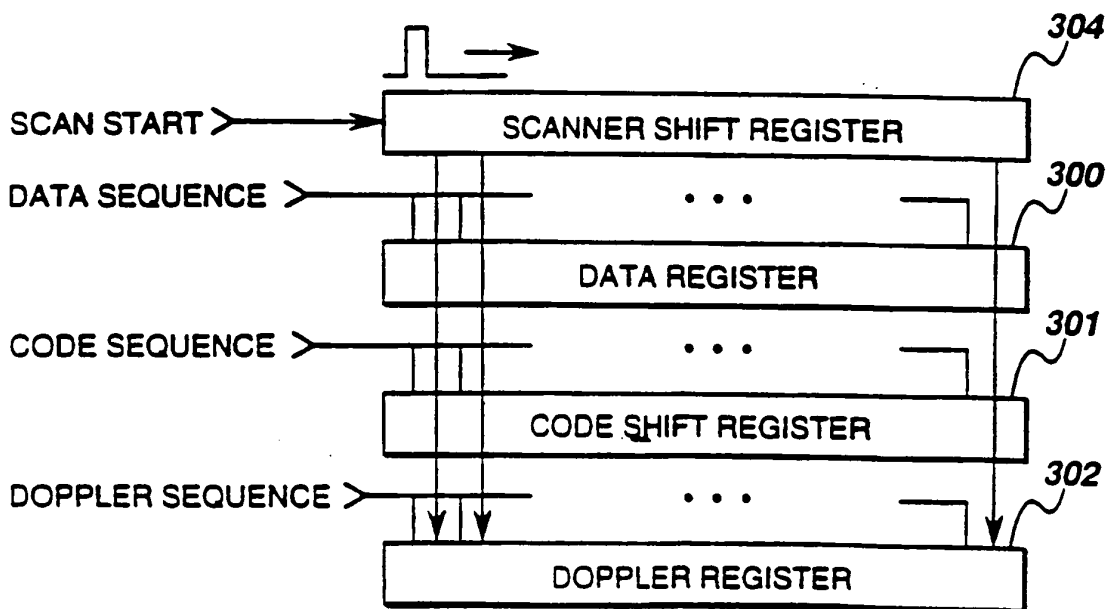 304
SCAN START
SCANNER SHIFT REGISTER
300
DATA SEQUENCE
DATA REGISTER
301
CODE SEQUENCE
CODE SHIFT REGISTER
302
DOPPLER SEQUENCE
DOPPLER REGISTER